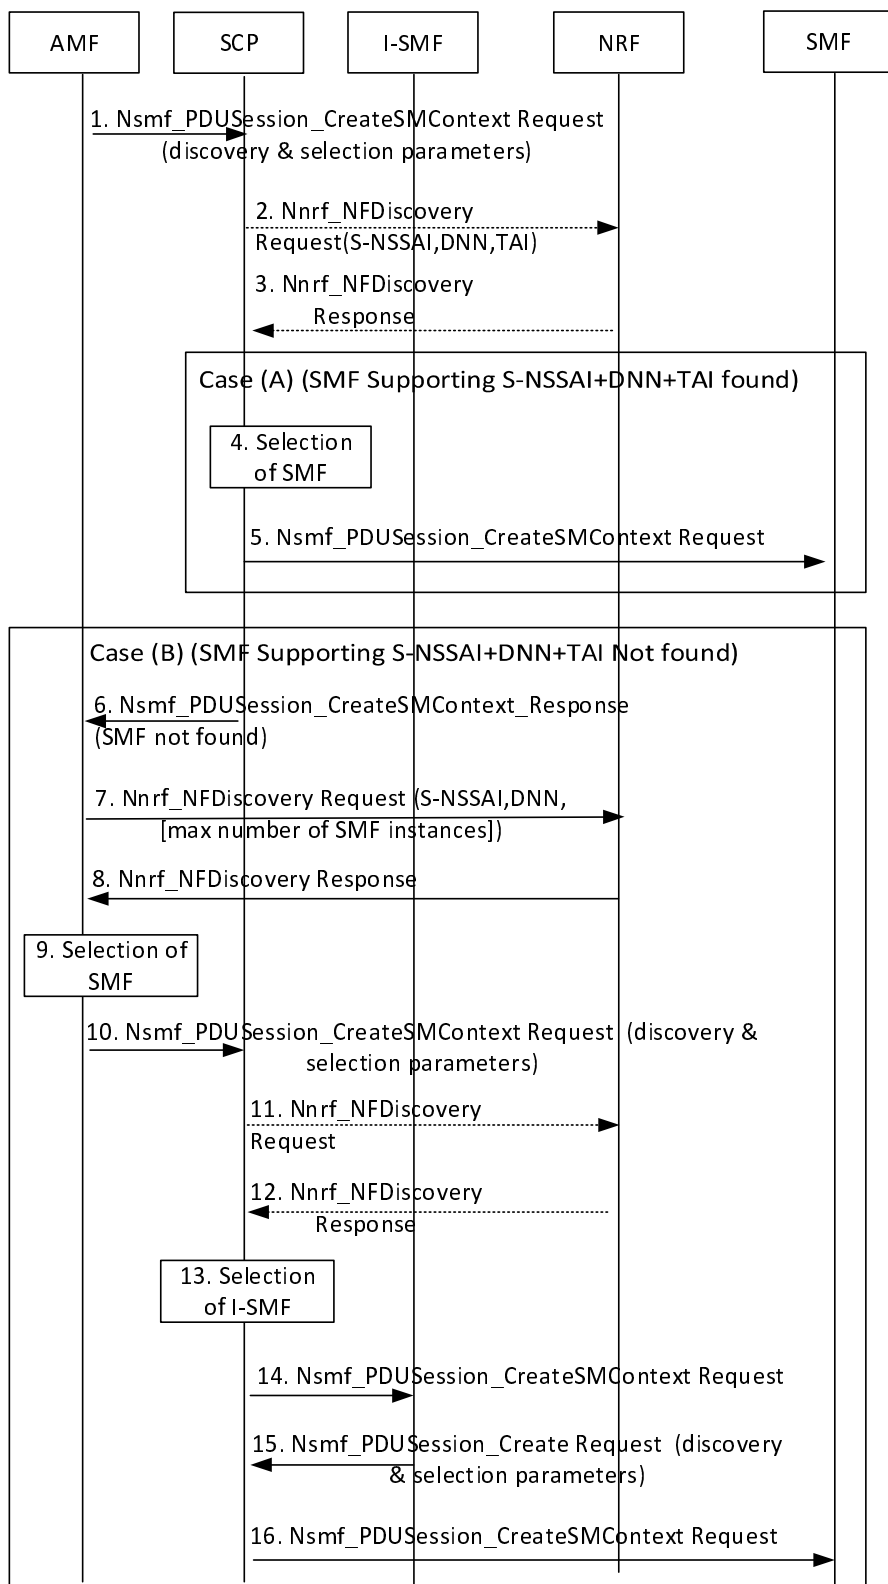 AMF
SCP
I-SMF
NRF
SMF
1. Nsmf_PDUSession_CreateSMContext Request
(discovery & selection parameters)
2. Nnrf_NFDiscovery
Request(S-NSSAI,DNN,TAI)
3. Nnrf_NFDiscovery
Response
Case (A) (SMF Supporting S-NSSAI+DNN+TAI found)
4. Selection
of SMF
5. Nsmf_PDUSession_CreateSMContext Request
Case (B) (SMF Supporting S-NSSAI+DNN+TAI Not found)
6. Nsmf_PDUSession_CreateSMContext_Response
(SMF not found)
7. Nnrf_NFDiscovery Request (S-NSSAI,DNN,
[max number of SMF instances])
8. Nnrf_NFDiscovery Response
9. Selection of
SMF
10. Nsmf_PDUSession_CreateSMContext Request (discovery &
selection parameters)
11. Nnrf_NFDiscovery
Request
12. Nnrf_NFDiscovery
Response
13. Selection
of I-SMF
14. Nsmf_PDUSession_CreateSMContext Request
15. Nsmf_PDUSession_Create Request (discovery
& selection parameters)
16. Nsmf_PDUSession_CreateSMContext Request